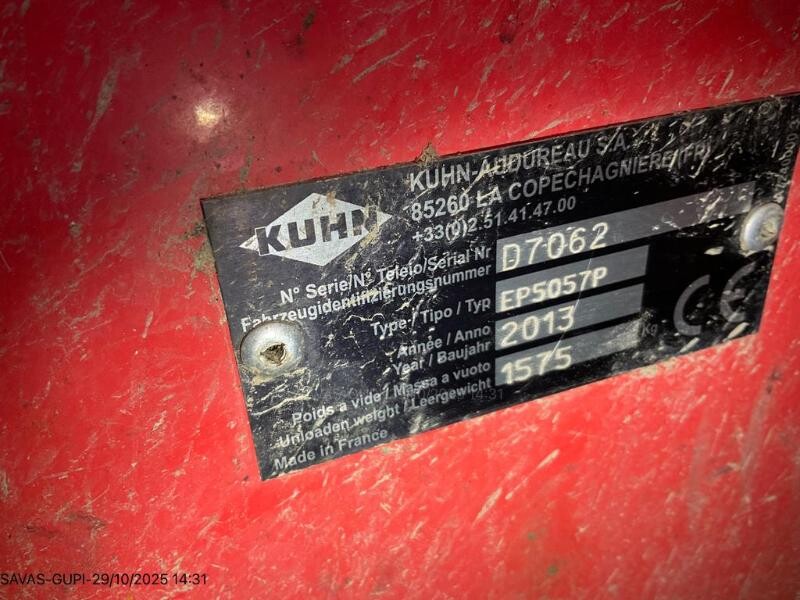 KUHN
KUHN-AUDUREAU S.A.
85260 LA COPECHAGNIERE (FR)
+33(0)2.51.41.47.00
N° Serie/N° Telaio/Serial Nr
Fahrzeugidentifizierungsnummer
D7062
Type / Tipo / Typ
EP5057P
Année / Anno
Year / Baujahr
2013
Poids a vide / Massa a vuoto
Unloaden weight / Leergewicht
1575
Kg
CE
Made in France
SAVAS-GUPI-29/10/2025 14:31